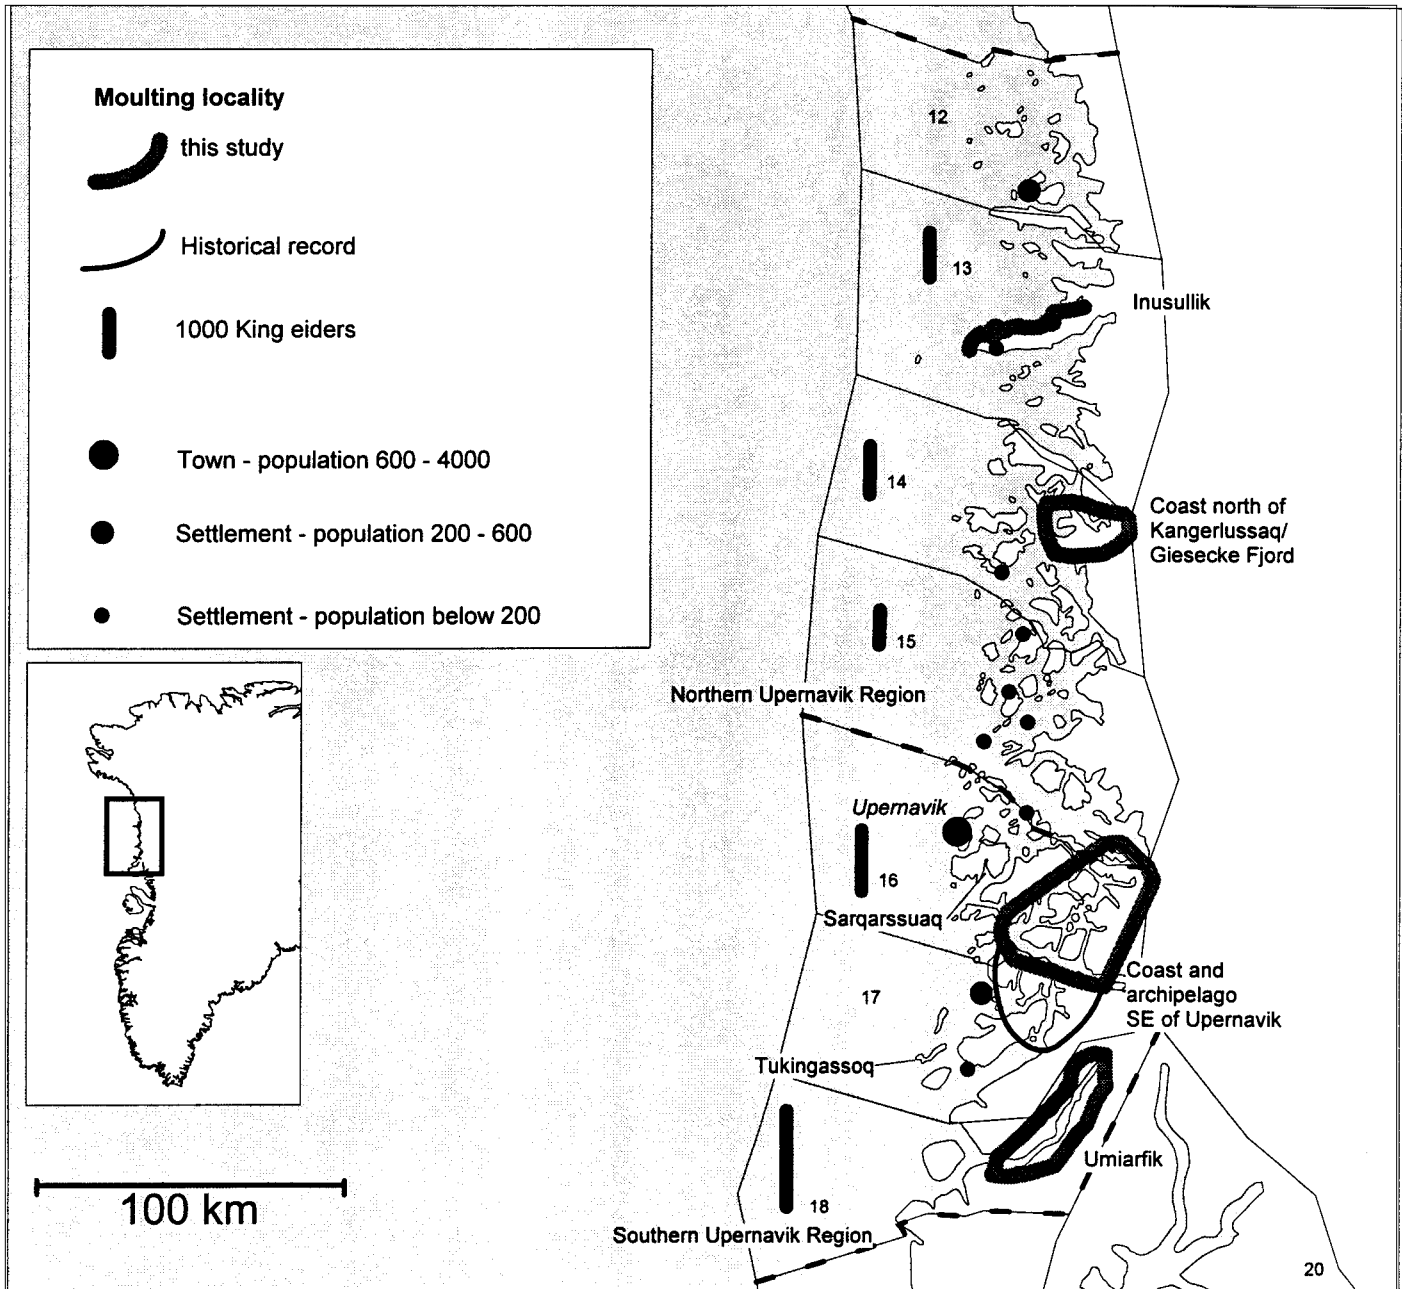 Moulting locality
this study
Historical record
1000 King eiders
Town - population 600 - 4000
Settlement - population 200 - 600
Settlement - population below 200
100 km
12
13
Inusullik
14
Coast north of
Kangerlussaq/
Giesecke Fjord
15
Northern Upernavik Region
Upernavik
16
Sarqarssuaq
17
Coast and
archipelago
SE of Upernavik
Tukingassoq
Umiarfik
18
Southern Upernavik Region
20